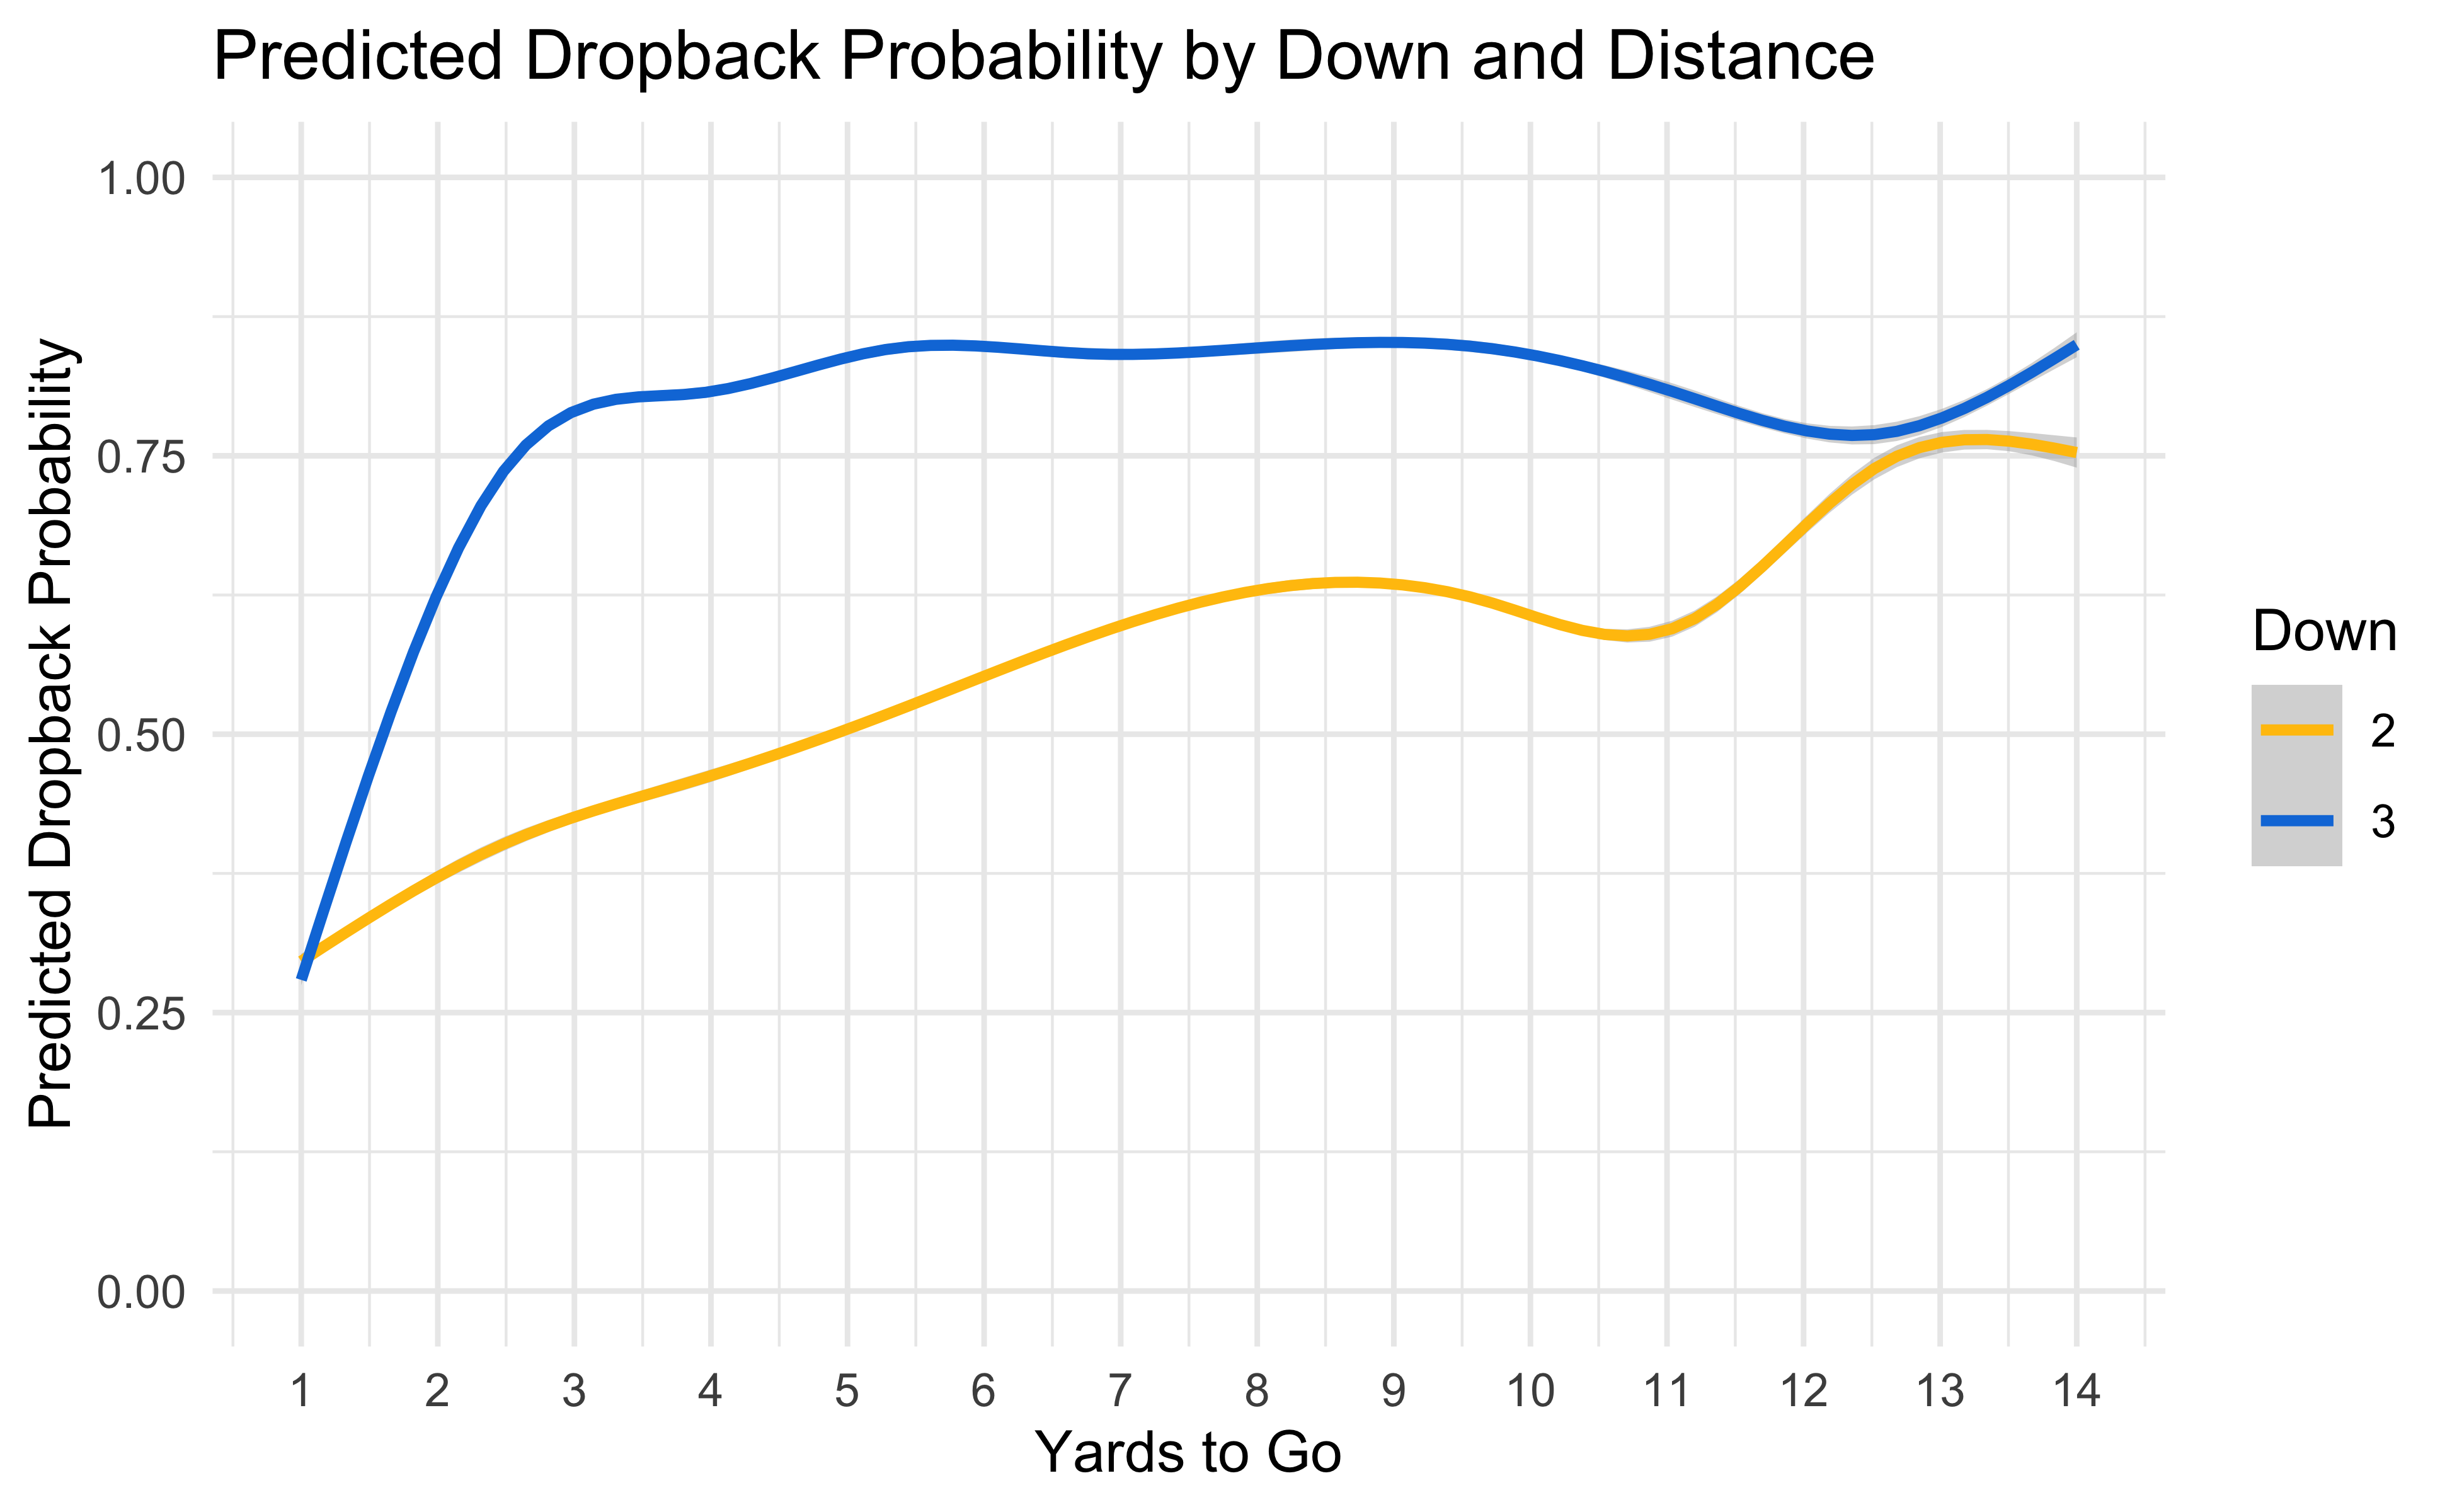 Predicted Dropback Probability by Down and Distance
Predicted Dropback Probability
1.00
0.75
0.50
0.25
0.00
1 2 3 4 5 6 7 8 9 10 11 12 13 14
Yards to Go
Down
2
3